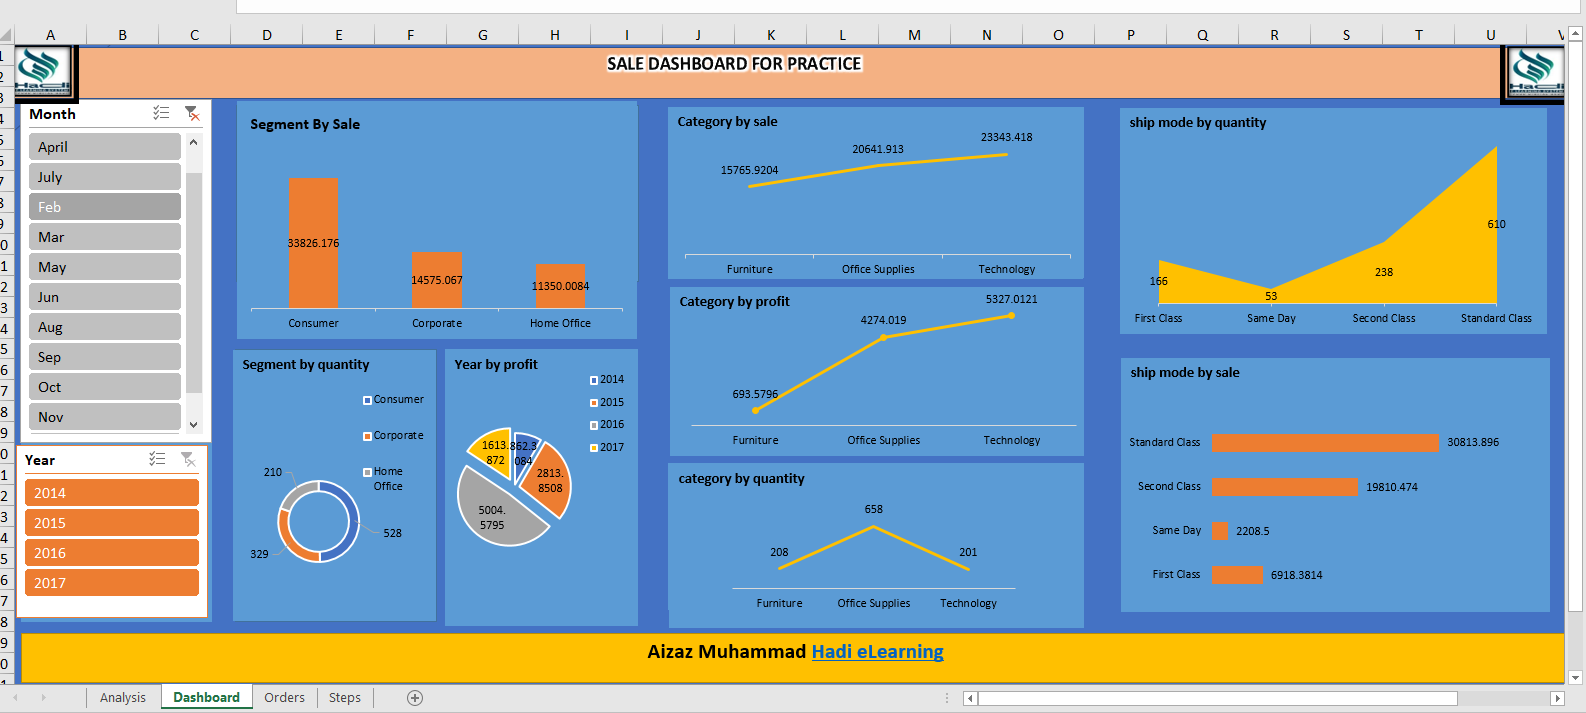 A B C D E F G H I J K L M N O P Q R S T U
SALE DASHBOARD FOR PRACTICE
Hadi
Hadi
Month
April
July
Feb
Mar
May
Jun
Aug
Sep
Oct
Nov
Year
2014
2015
2016
2017
Segment By Sale
33826.176
14575.067
11350.0084
Consumer
Corporate
Home Office
Segment by quantity
Consumer
Corporate
Home
Office
210
528
329
Year by profit
2014
2015
2016
2017
1613.
872
862.3
084
2813.
8508
5004.
5795
Category by sale
15765.9204
20641.913
23343.418
Furniture
Office Supplies
Technology
Category by profit
693.5796
4274.019
5327.0121
Furniture
Office Supplies
Technology
category by quantity
208
658
201
Furniture
Office Supplies
Technology
ship mode by quantity
166
53
238
610
First Class
Same Day
Second Class
Standard Class
ship mode by sale
Standard Class
30813.896
Second Class
19810.474
Same Day
2208.5
First Class
6918.3814
Aizaz Muhammad Hadi eLearning
Analysis
Dashboard
Orders
Steps